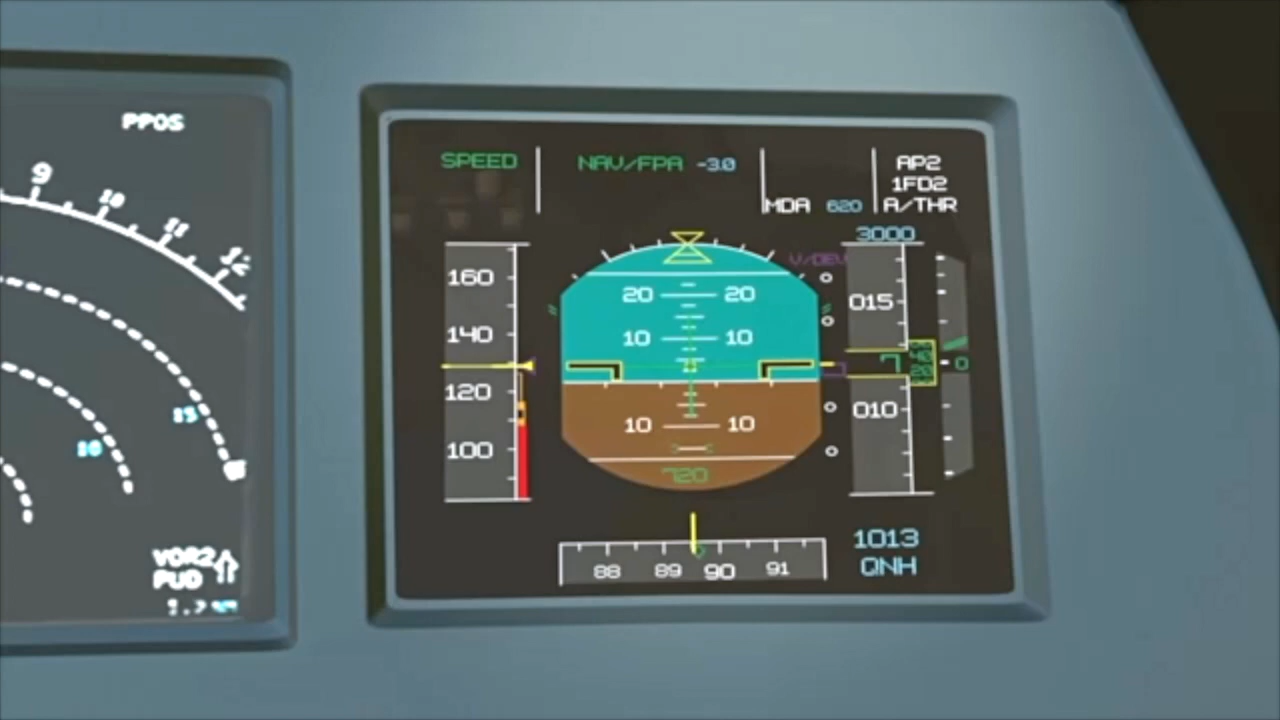 PPOS
9
10
11
12
15
10
VOR2
PUD
SPEED
NAV/FPA -3.0
AP2
1FD2
MDA 620 A/THR
3000
V/DEV
160
140
120
100
20 20
10 10
10 10
720
015
7
40
20
010
0
88 89 90 91
1013
QNH